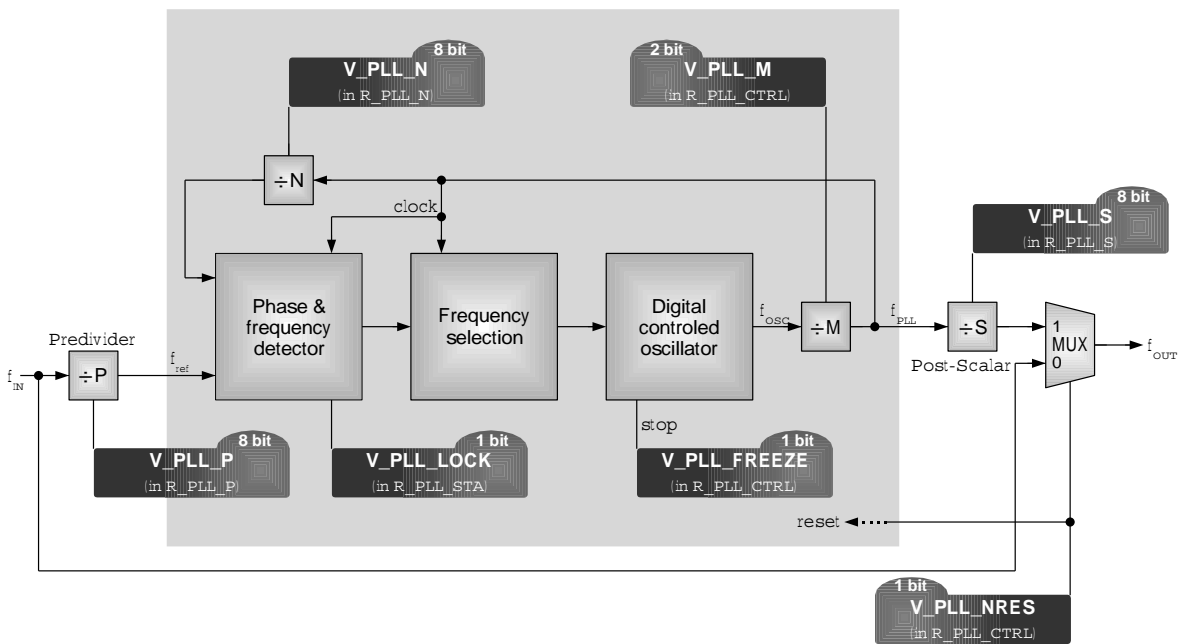 8 bit
V_PLL_N
(in R_PLL_N)
2 bit
V_PLL_M
(in R_PLL_CTRL)
÷N
clock
8 bit
V_PLL_S
(in R_PLL_S)
Phase &
frequency
detector
Frequency
selection
Digital
controled
oscillator
fOSC
÷M
fPLL
÷S
Post-Scalar
1
MUX
0
fOUT
Predivider
fIN
÷P
fref
stop
8 bit
V_PLL_P
(in R_PLL_P)
1 bit
V_PLL_LOCK
(in R_PLL_STA)
1 bit
V_PLL_FREEZE
(in R_PLL_CTRL)
reset
1 bit
V_PLL_NRES
(in R_PLL_CTRL)